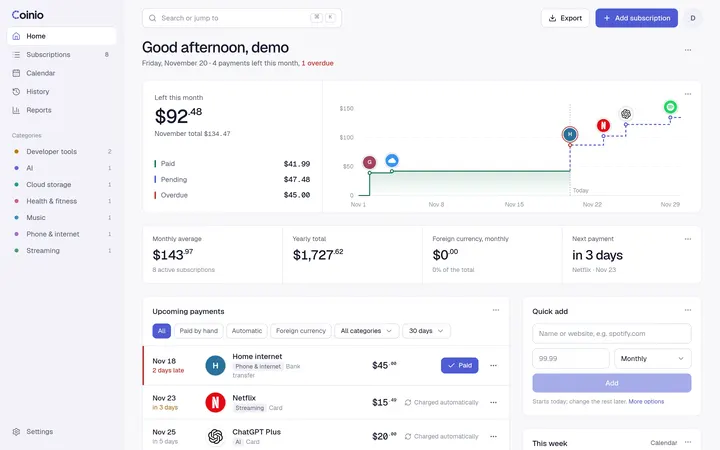 Coinio
Search or jump to
⌘ K
Export
+ Add subscription
D
Home
Subscriptions 8
Calendar
History
Reports
Categories
Developer tools 2
AI 1
Cloud storage 1
Health & fitness 1
Music 1
Phone & internet 1
Streaming 1
Settings
Good afternoon, demo
Friday, November 20 · 4 payments left this month, 1 overdue
Left this month
$92.48
November total $134.47
Paid $41.99
Pending $47.48
Overdue $45.00
$150
$100
$50
0
G
H
N
Today
Nov 1
Nov 8
Nov 15
Nov 22
Nov 29
Monthly average
$143.97
8 active subscriptions
Yearly total
$1,727.62
Foreign currency, monthly
$0.00
0% of the total
Next payment
in 3 days
Netflix · Nov 23
Upcoming payments
All
Paid by hand
Automatic
Foreign currency
All categories
30 days
Nov 18
2 days late
H
Home internet
Phone & internet Bank
transfer
$45.00
Paid
Nov 23
in 3 days
N
Netflix
Streaming Card
$15.49
Charged automatically
Nov 25
in 5 days
ChatGPT Plus
AI Card
$20.00
Charged automatically
Quick add
Name or website, e.g. spotify.com
99.99
Monthly
Add
Starts today; change the rest later. More options
This week
Calendar